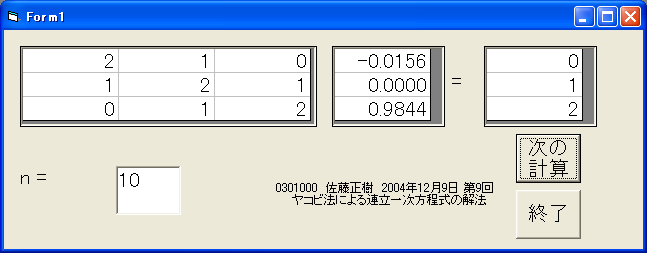 Form1
2 1 0 -0.0156 0
1 2 1 0.0000 = 1
0 1 2 0.9844 2
次の
計算
n = 10
0301000 佐藤正樹 2004年12月9日 第9回
ヤコビ法による連立一次方程式の解法
終了